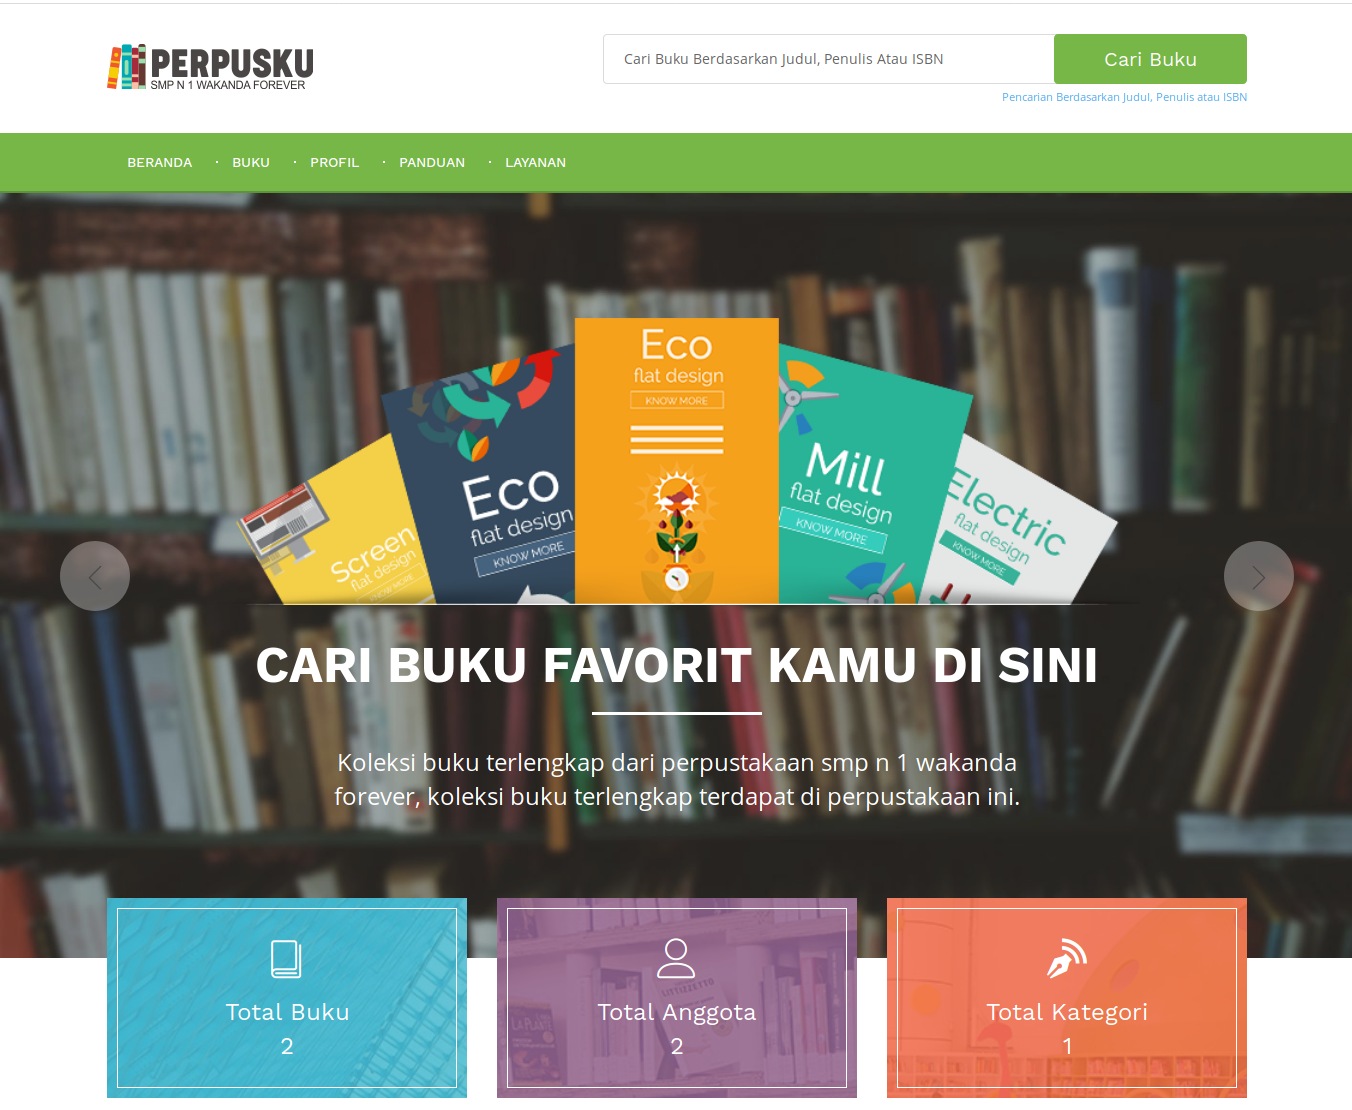 PERPUSKU
SMP N 1 WAKANDA FOREVER
Cari Buku Berdasarkan Judul, Penulis Atau ISBN
Cari Buku
Pencarian Berdasarkan Judul, Penulis atau ISBN
BERANDA · BUKU · PROFIL · PANDUAN · LAYANAN
Screen
flat design
KNOW MORE
Eco
flat design
KNOW MORE
Eco
flat design
KNOW MORE
Mill
flat design
KNOW MORE
Electric
flat design
KNOW MORE
CARI BUKU FAVORIT KAMU DI SINI
Koleksi buku terlengkap dari perpustakaan smp n 1 wakanda
forever, koleksi buku terlengkap terdapat di perpustakaan ini.
Total Buku
2
Total Anggota
2
Total Kategori
1
LITTIZZETTO
LA PLANTE